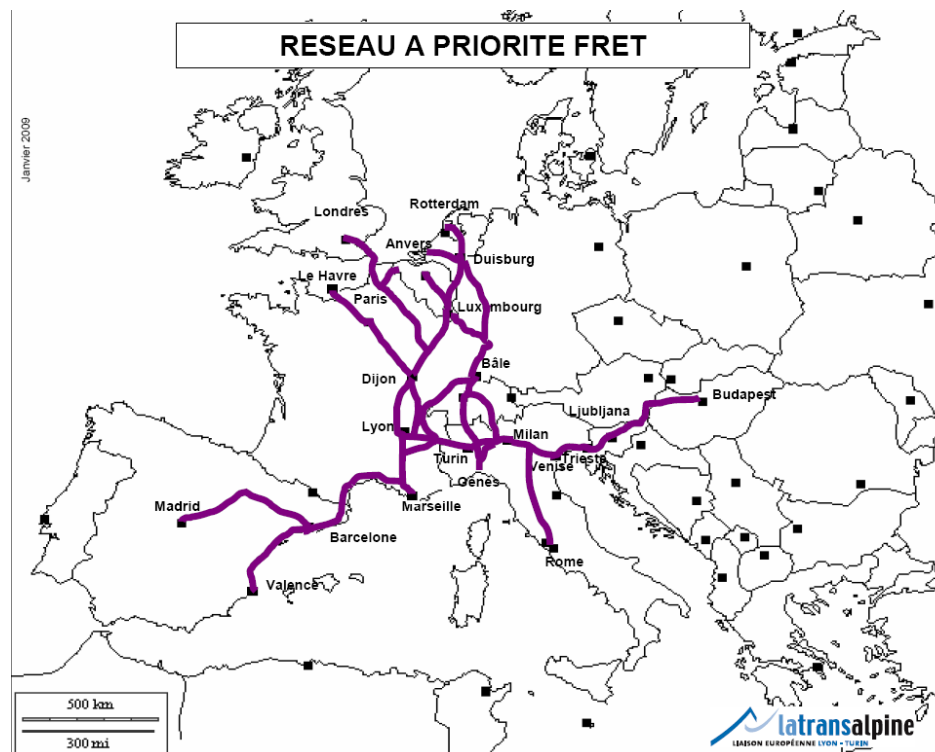 RESEAU A PRIORITE FRET
Janvier 2009
Rotterdam
Londres
Anvers
Duisburg
Le Havre
Paris
Luxembourg
Bâle
Dijon
Budapest
Ljubljana
Lyon
Milan
Turin
Trieste
Venise
Gênes
Madrid
Marseille
Barcelone
Rome
Valence
500 km
300 mi
latransalpine
LIAISON EUROPÉENNE LYON - TURIN